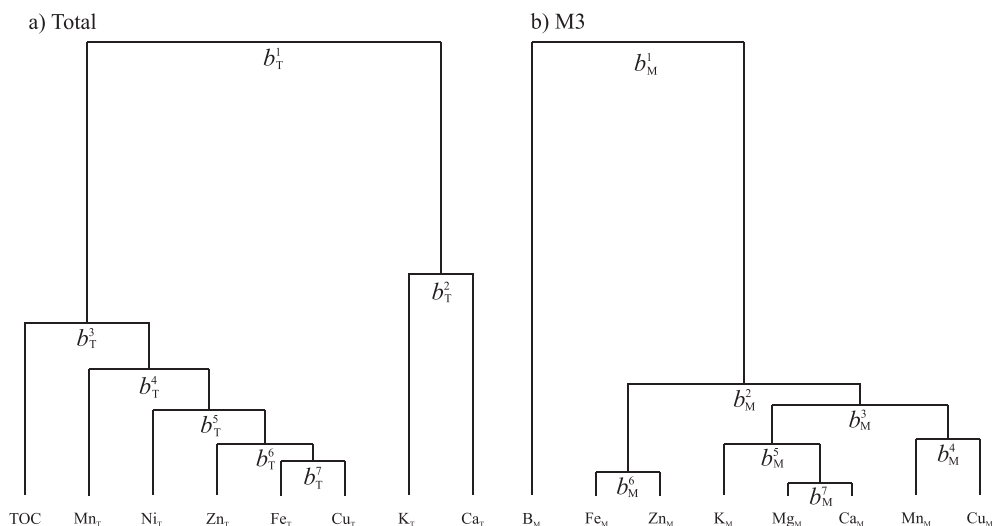 a) Total
b_T^1
b_T^2
b_T^3
b_T^4
b_T^5
b_T^6
b_T^7
TOC Mn_T Ni_T Zn_T Fe_T Cu_T K_T Ca_T
b) M3
b_M^1
b_M^2
b_M^3
b_M^4
b_M^5
b_M^6
b_M^7
B_M Fe_M Zn_M K_M Mg_M Ca_M Mn_M Cu_M